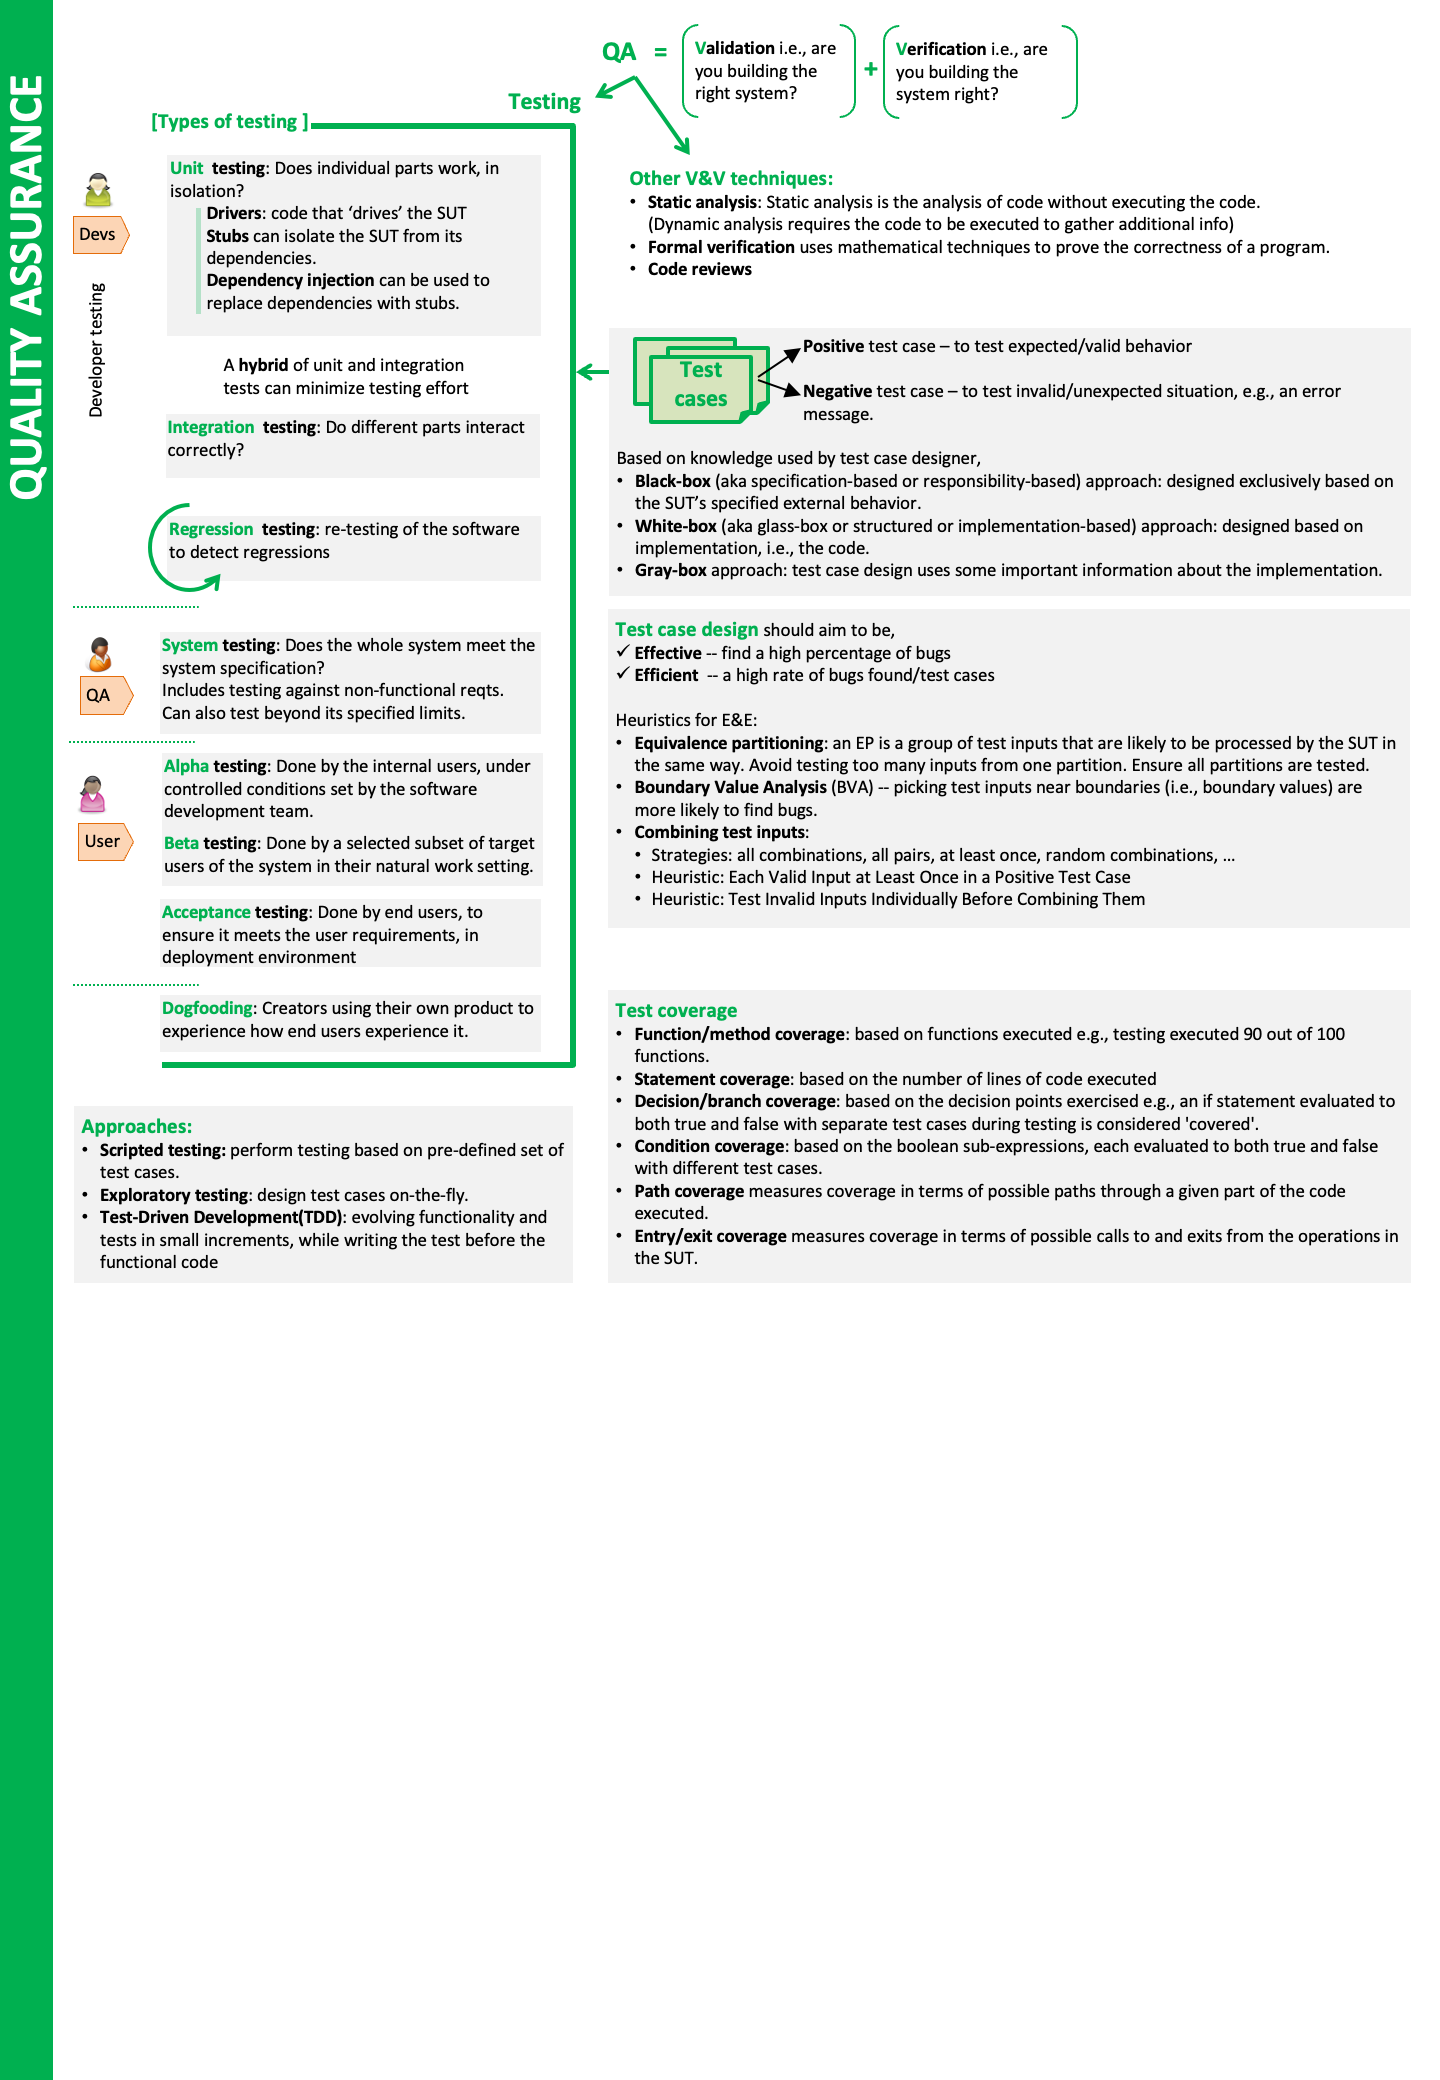 QUALITY ASSURANCE
QA =
Validation i.e., are
you building the
right system?
+
Verification i.e., are
you building the
system right?
Testing
[Types of testing ]
Devs
Developer testing
Unit  testing: Does individual parts work, in
isolation?
Drivers: code that ‘drives’ the SUT
Stubs can isolate the SUT from its
dependencies.
Dependency injection can be used to
replace dependencies with stubs.
A hybrid of unit and integration
tests can minimize testing effort
Integration  testing: Do different parts interact
correctly?
Regression  testing: re-testing of the software
to detect regressions
QA
System testing: Does the whole system meet the
system specification?
Includes testing against non-functional reqts.
Can also test beyond its specified limits.
User
Alpha testing: Done by the internal users, under
controlled conditions set by the software
development team.
Beta testing: Done by a selected subset of target
users of the system in their natural work setting.
Acceptance testing: Done by end users, to
ensure it meets the user requirements, in
deployment environment
Dogfooding: Creators using their own product to
experience how end users experience it.
Approaches:
• Scripted testing: perform testing based on pre-defined set of
test cases.
• Exploratory testing: design test cases on-the-fly.
• Test-Driven Development(TDD): evolving functionality and
tests in small increments, while writing the test before the
functional code
Other V&V techniques:
• Static analysis: Static analysis is the analysis of code without executing the code.
(Dynamic analysis requires the code to be executed to gather additional info)
• Formal verification uses mathematical techniques to prove the correctness of a program.
• Code reviews
Test
cases
Positive test case – to test expected/valid behavior
Negative test case – to test invalid/unexpected situation, e.g., an error
message.
Based on knowledge used by test case designer,
• Black-box (aka specification-based or responsibility-based) approach: designed exclusively based on
the SUT’s specified external behavior.
• White-box (aka glass-box or structured or implementation-based) approach: designed based on
implementation, i.e., the code.
• Gray-box approach: test case design uses some important information about the implementation.
Test case design should aim to be,
✓ Effective -- find a high percentage of bugs
✓ Efficient  -- a high rate of bugs found/test cases
Heuristics for E&E:
• Equivalence partitioning: an EP is a group of test inputs that are likely to be processed by the SUT in
the same way. Avoid testing too many inputs from one partition. Ensure all partitions are tested.
• Boundary Value Analysis (BVA) -- picking test inputs near boundaries (i.e., boundary values) are
more likely to find bugs.
• Combining test inputs:
• Strategies: all combinations, all pairs, at least once, random combinations, ...
• Heuristic: Each Valid Input at Least Once in a Positive Test Case
• Heuristic: Test Invalid Inputs Individually Before Combining Them
Test coverage
• Function/method coverage: based on functions executed e.g., testing executed 90 out of 100
functions.
• Statement coverage: based on the number of lines of code executed
• Decision/branch coverage: based on the decision points exercised e.g., an if statement evaluated to
both true and false with separate test cases during testing is considered 'covered'.
• Condition coverage: based on the boolean sub-expressions, each evaluated to both true and false
with different test cases.
• Path coverage measures coverage in terms of possible paths through a given part of the code
executed.
• Entry/exit coverage measures coverage in terms of possible calls to and exits from the operations in
the SUT.